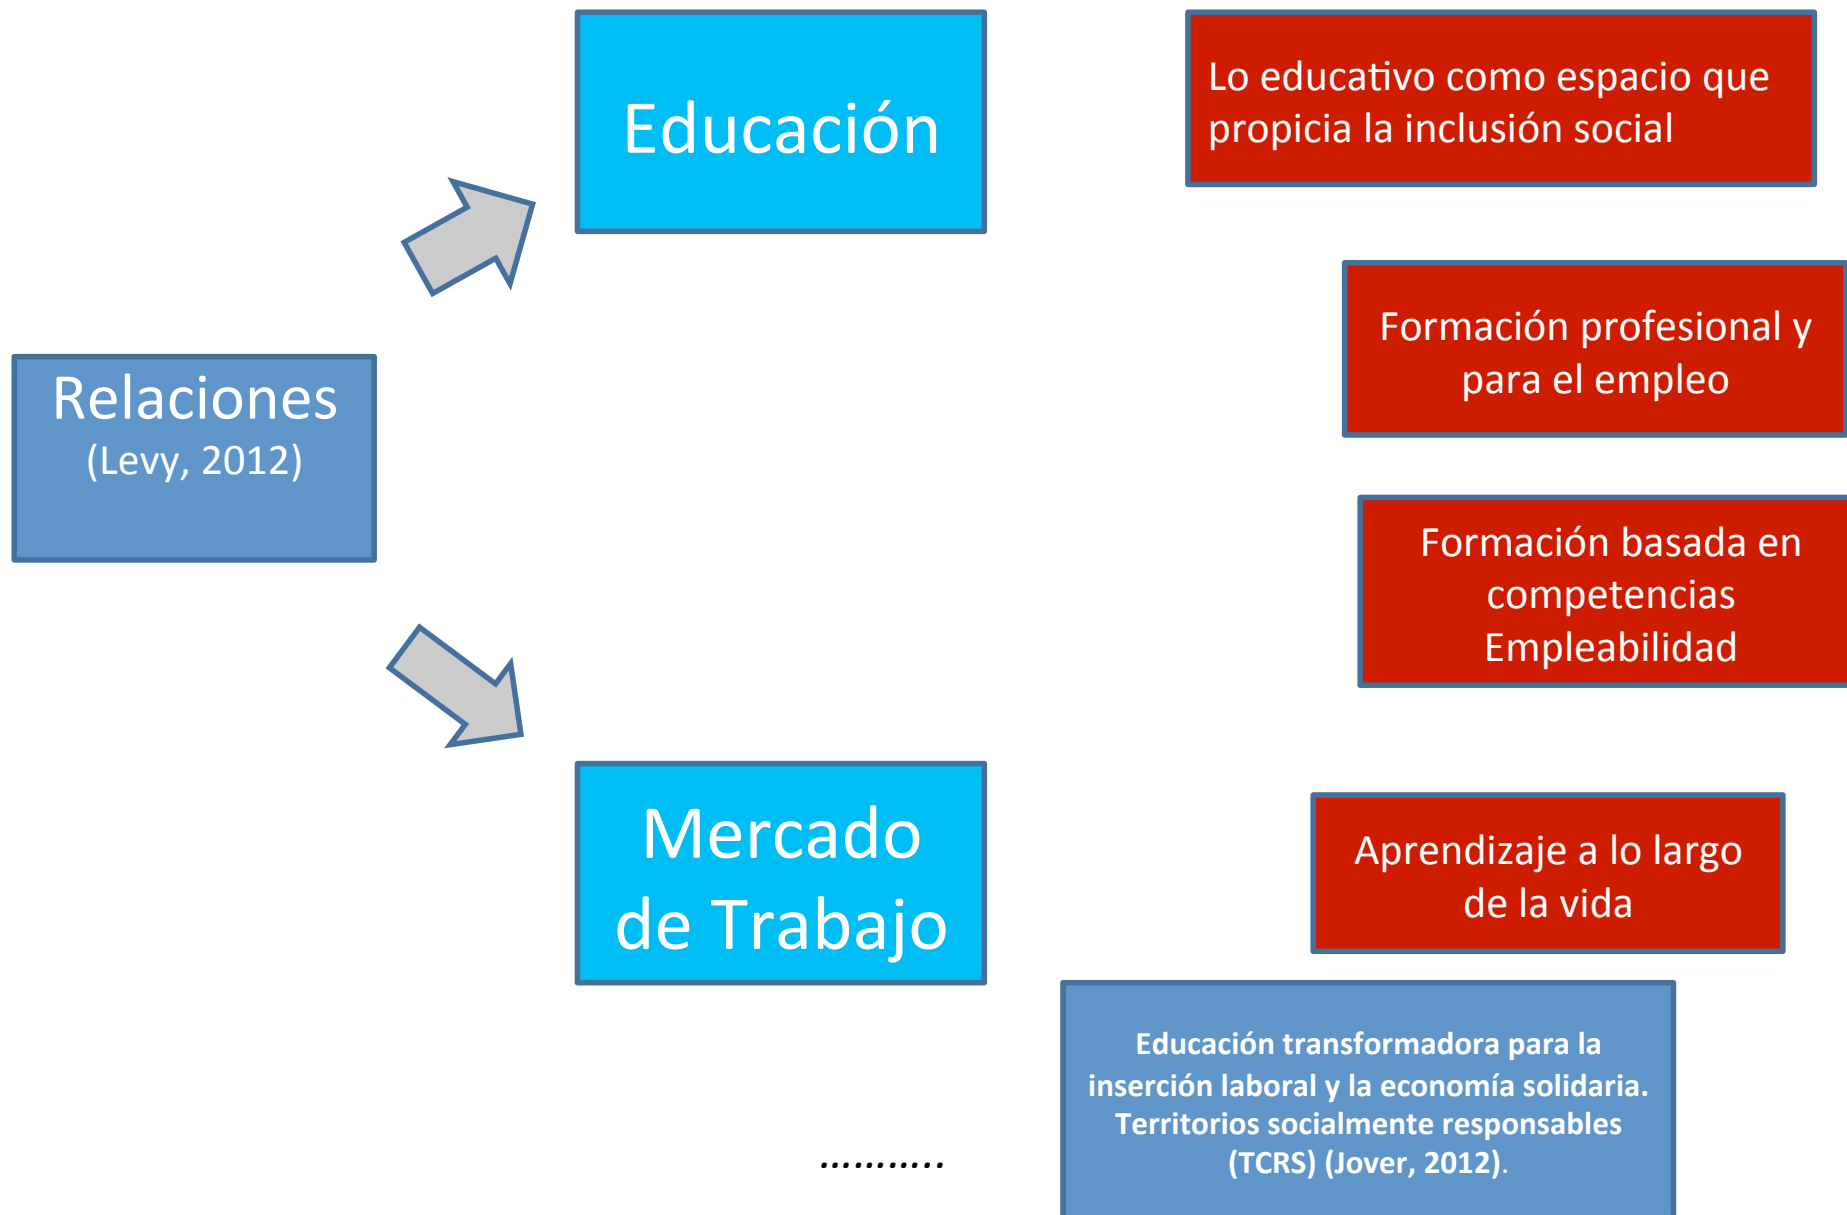 Educación
Lo educativo como espacio que
propicia la inclusión social
Formación profesional y
para el empleo
Relaciones
(Levy, 2012)
Formación basada en
competencias
Empleabilidad
Mercado
de Trabajo
Aprendizaje a lo largo
de la vida
Educación transformadora para la
inserción laboral y la economía solidaria.
Territorios socialmente responsables
(TCRS) (Jover, 2012).
………..